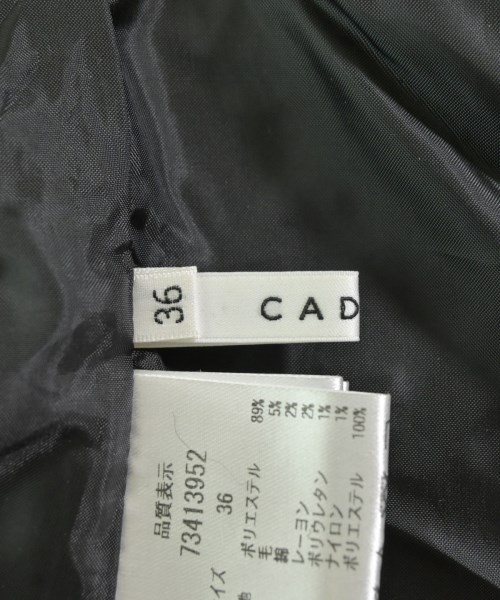 36
CAD
品質表示
73413952
イズ 36
地 ポリエステル 89%
毛 5%
綿 2%
レーヨン 2%
ポリウレタン 1%
ナイロン 1%
ポリエステル 100%